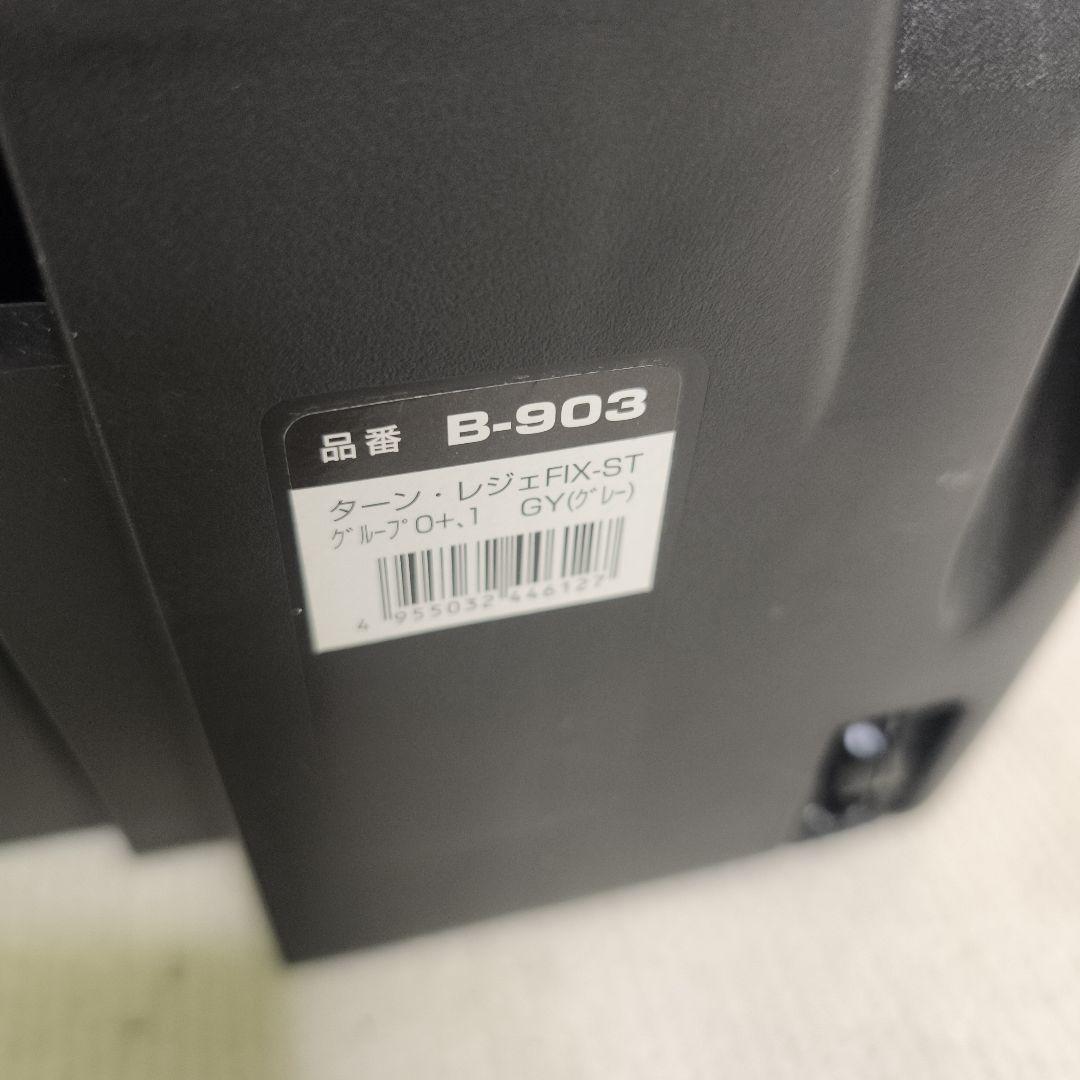 品番 B-903
ターン・レジェFIX-ST
ｸﾞﾙｰﾌﾟ0+､1 GY(ｸﾞﾚｰ)
4 955032 446127